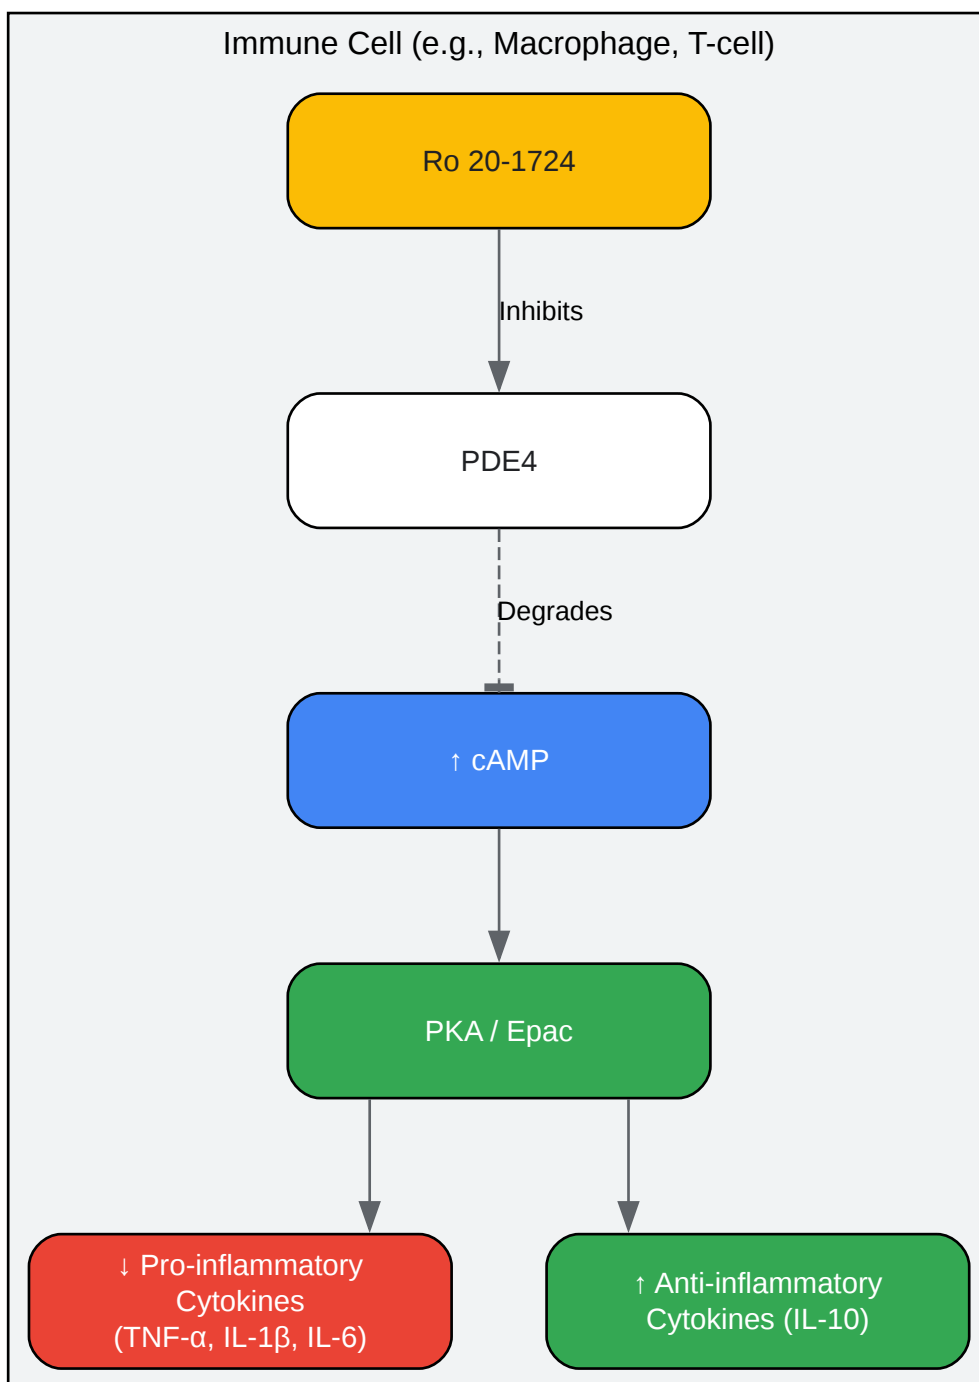 Immune Cell (e.g., Macrophage, T-cell)
Ro 20-1724
Inhibits
PDE4
Degrades
↑ cAMP
PKA / Epac
↓ Pro-inflammatory
Cytokines
(TNF-α, IL-1β, IL-6)
↑ Anti-inflammatory
Cytokines (IL-10)